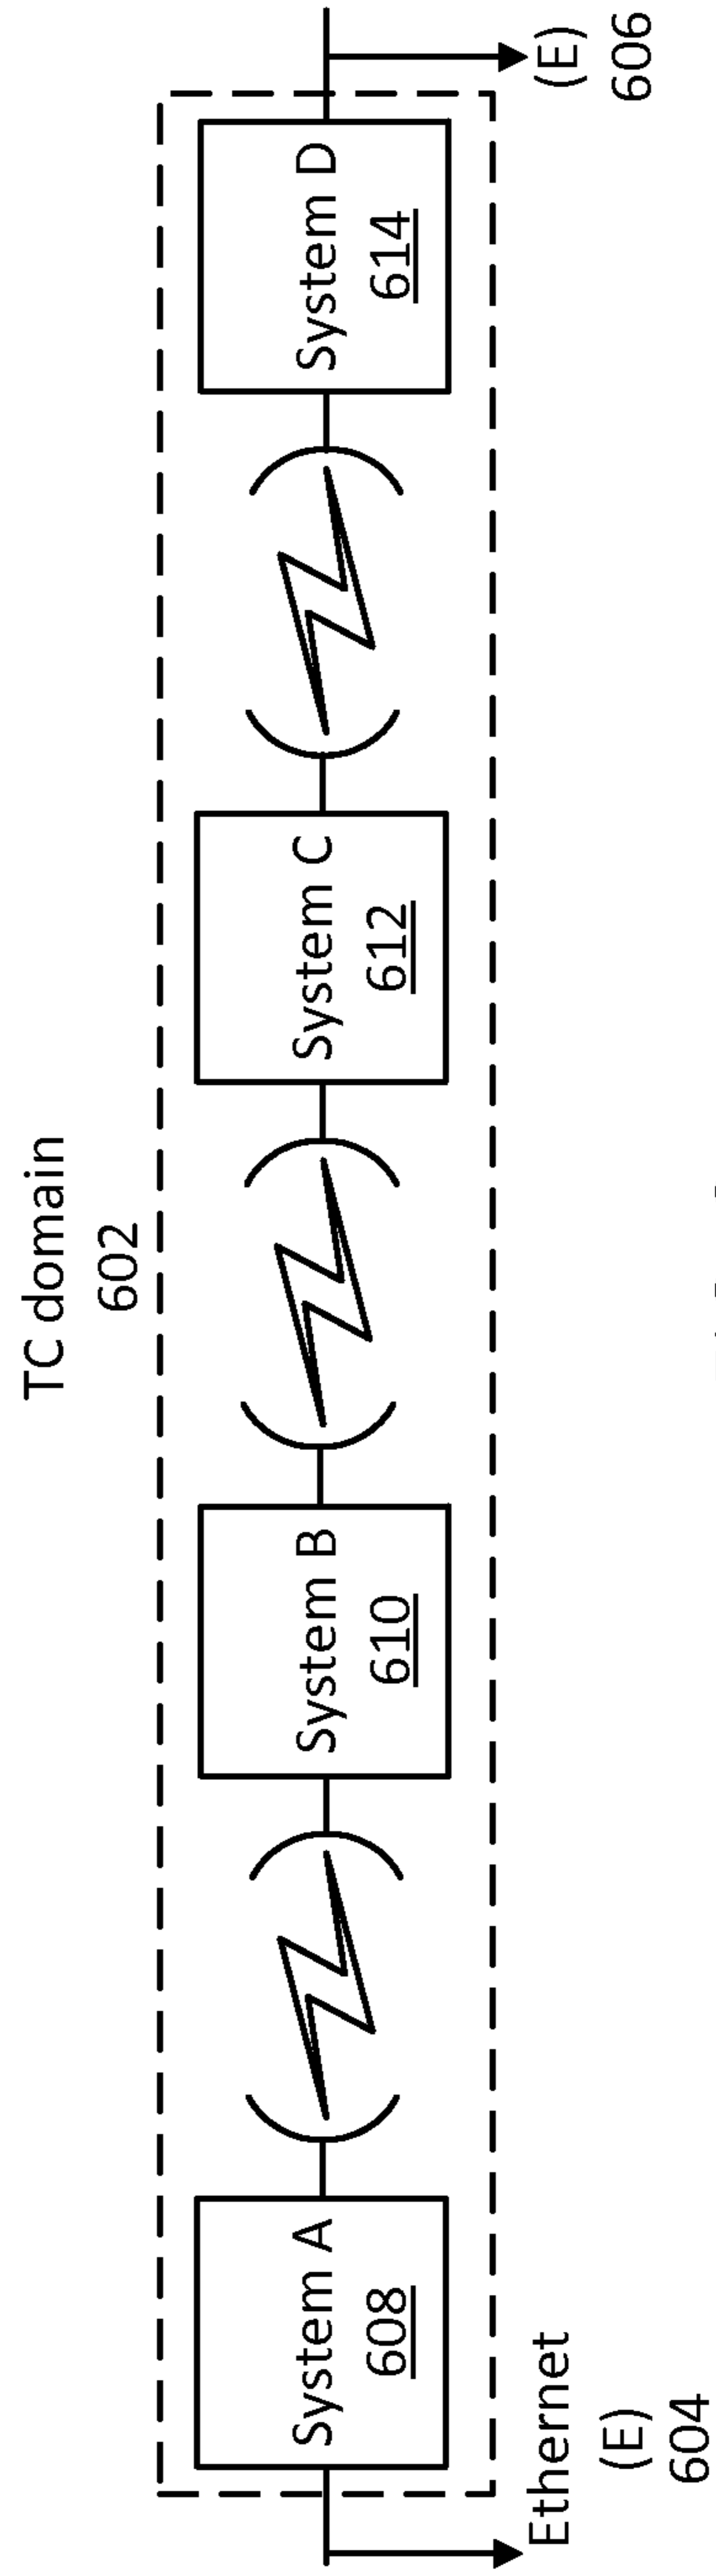 TC domain
602
System A
608
System B
610
System C
612
System D
614
Ethernet
(E)
604
(E)
606